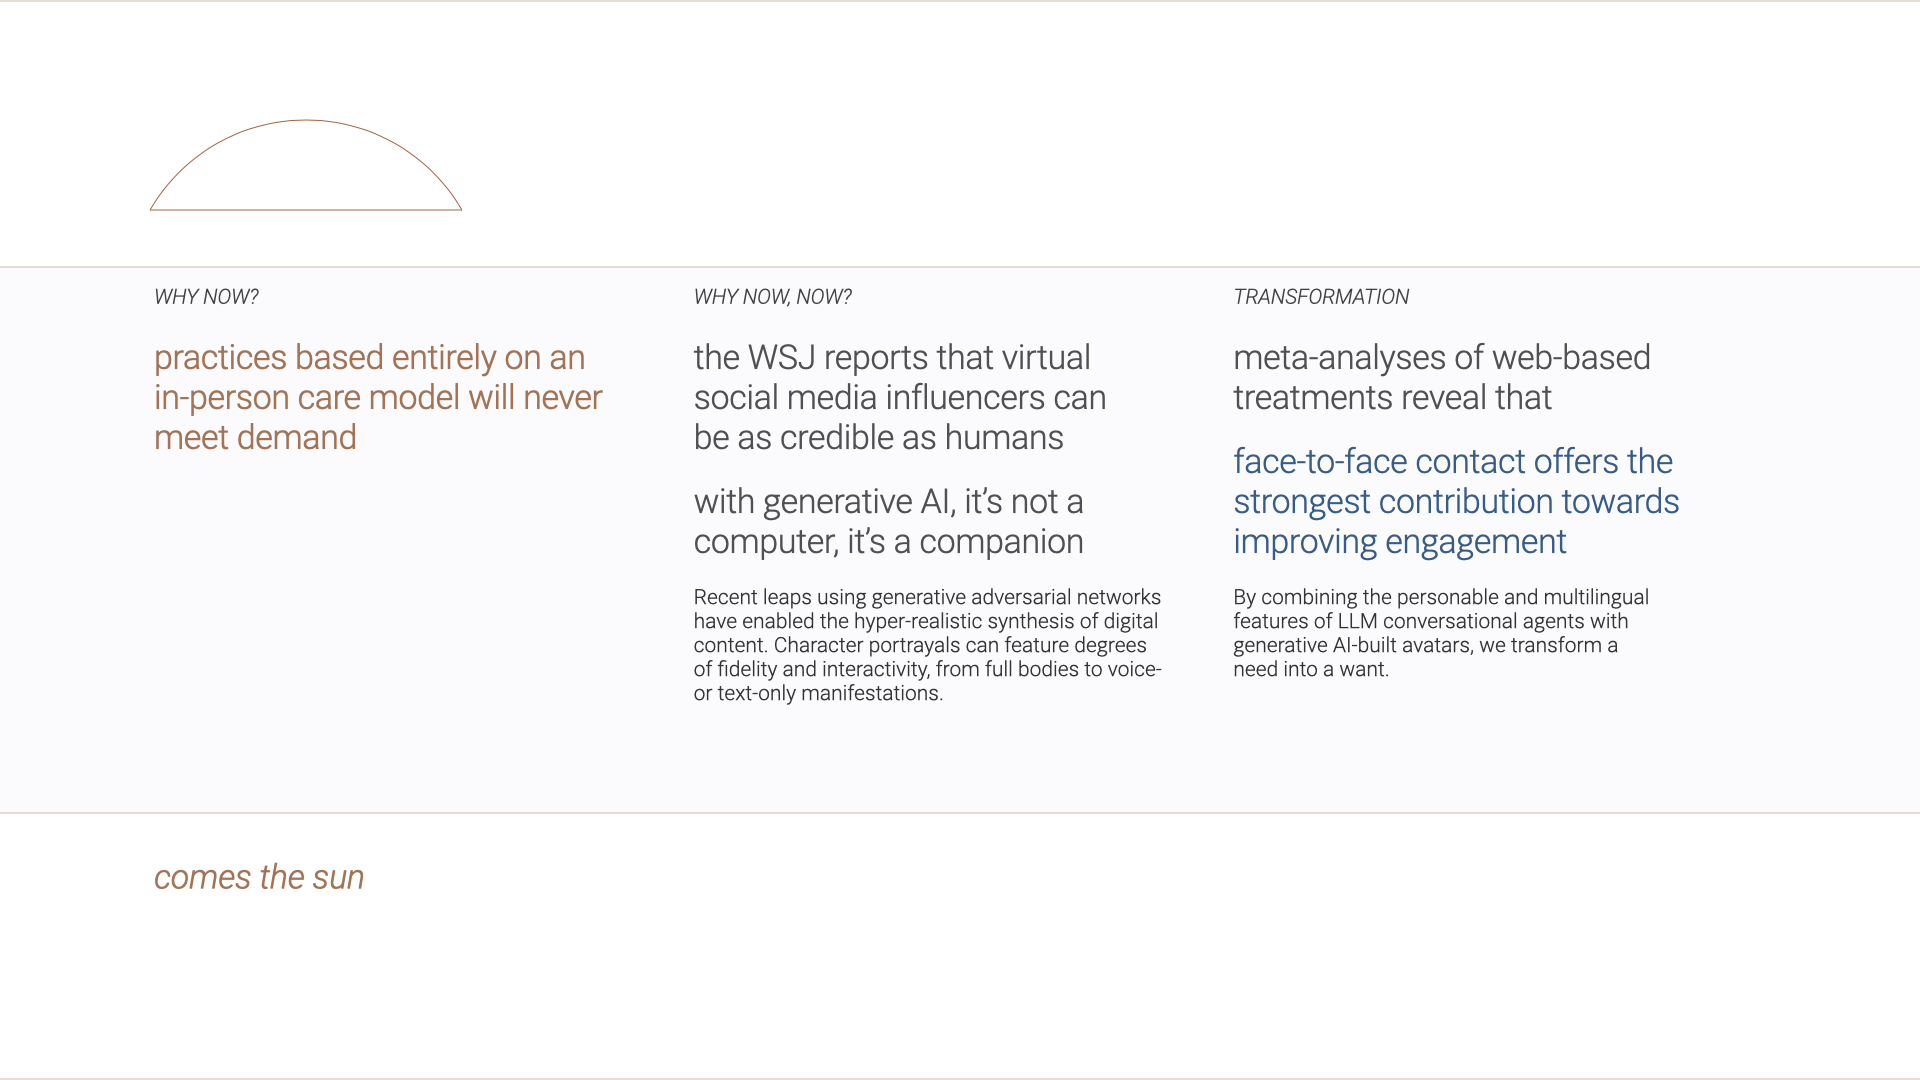 WHY NOW?
practices based entirely on an
in-person care model will never
meet demand
WHY NOW, NOW?
the WSJ reports that virtual
social media influencers can
be as credible as humans
with generative AI, it’s not a
computer, it’s a companion
Recent leaps using generative adversarial networks
have enabled the hyper-realistic synthesis of digital
content. Character portrayals can feature degrees
of fidelity and interactivity, from full bodies to voice-
or text-only manifestations.
TRANSFORMATION
meta-analyses of web-based
treatments reveal that
face-to-face contact offers the
strongest contribution towards
improving engagement
By combining the personable and multilingual
features of LLM conversational agents with
generative AI-built avatars, we transform a
need into a want.
comes the sun